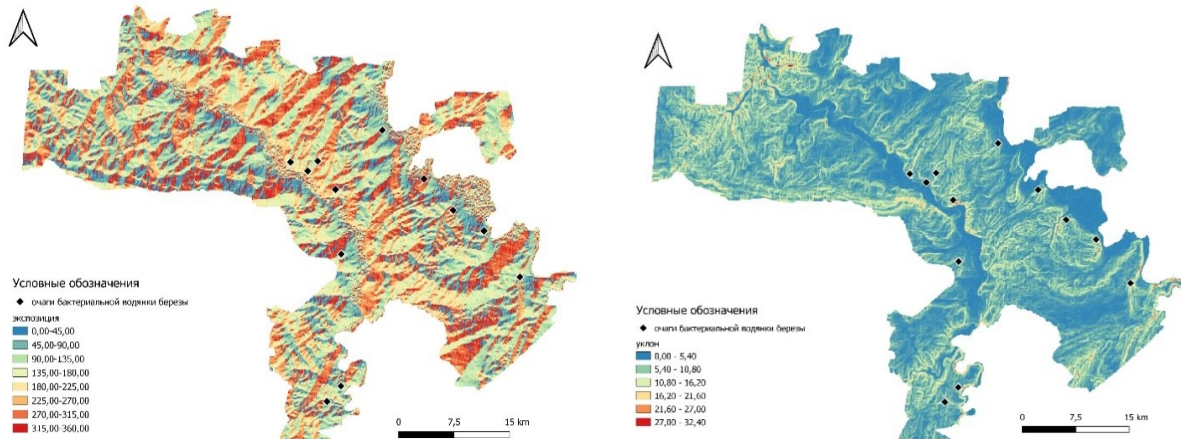 Условные обозначения
очаги бактериальной водянки березы
экспозиция
0,00-45,00
45,00-90,00
90,00-135,00
135,00-180,00
180,00-225,00
225,00-270,00
270,00-315,00
315,00-360,00
0 7,5 15 km
Условные обозначения
очаги бактериальной водянки березы
уклон
0,00 - 5,40
5,40 - 10,80
10,80 - 16,20
16,20 - 21,60
21,60 - 27,00
27,00 - 32,40
0 7,5 15 km